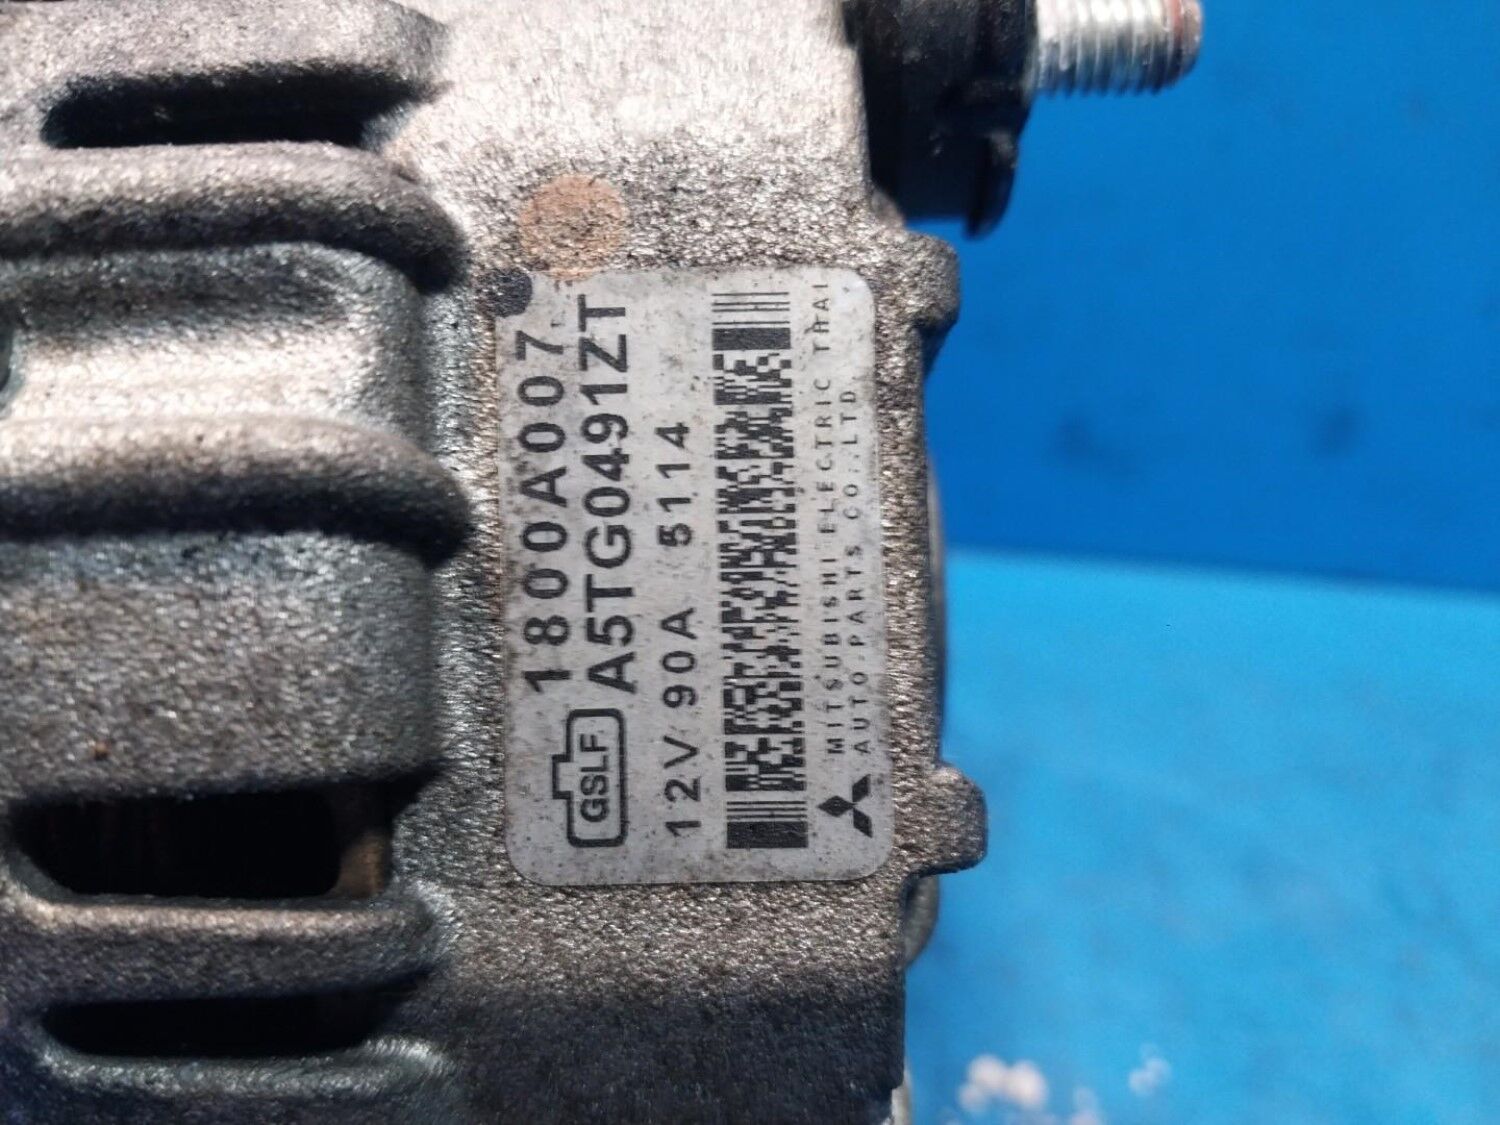 1800A007
A5TG0491ZT
GSLF
12V 90A 5114
MITSUBISHI ELECTRIC THAI
AUTO-PARTS CO.,LTD.